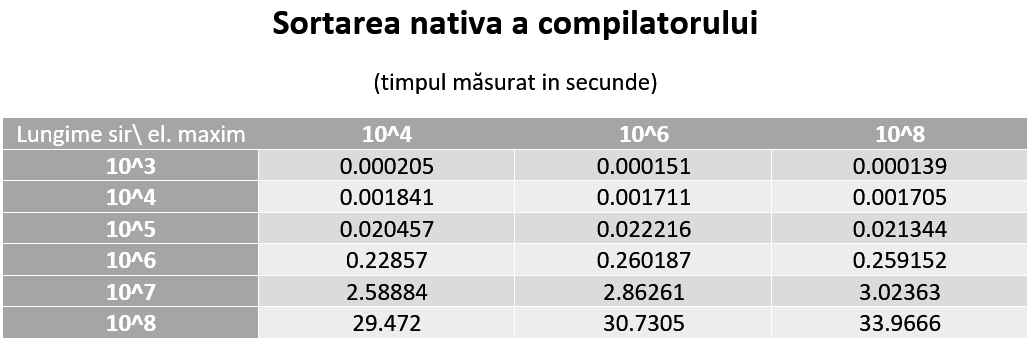 Sortarea nativa a compilatorului
(timpul măsurat in secunde)
Lungime sir\ el. maxim 10^4 10^6 10^8
10^3 0.000205 0.000151 0.000139
10^4 0.001841 0.001711 0.001705
10^5 0.020457 0.022216 0.021344
10^6 0.22857 0.260187 0.259152
10^7 2.58884 2.86261 3.02363
10^8 29.472 30.7305 33.9666